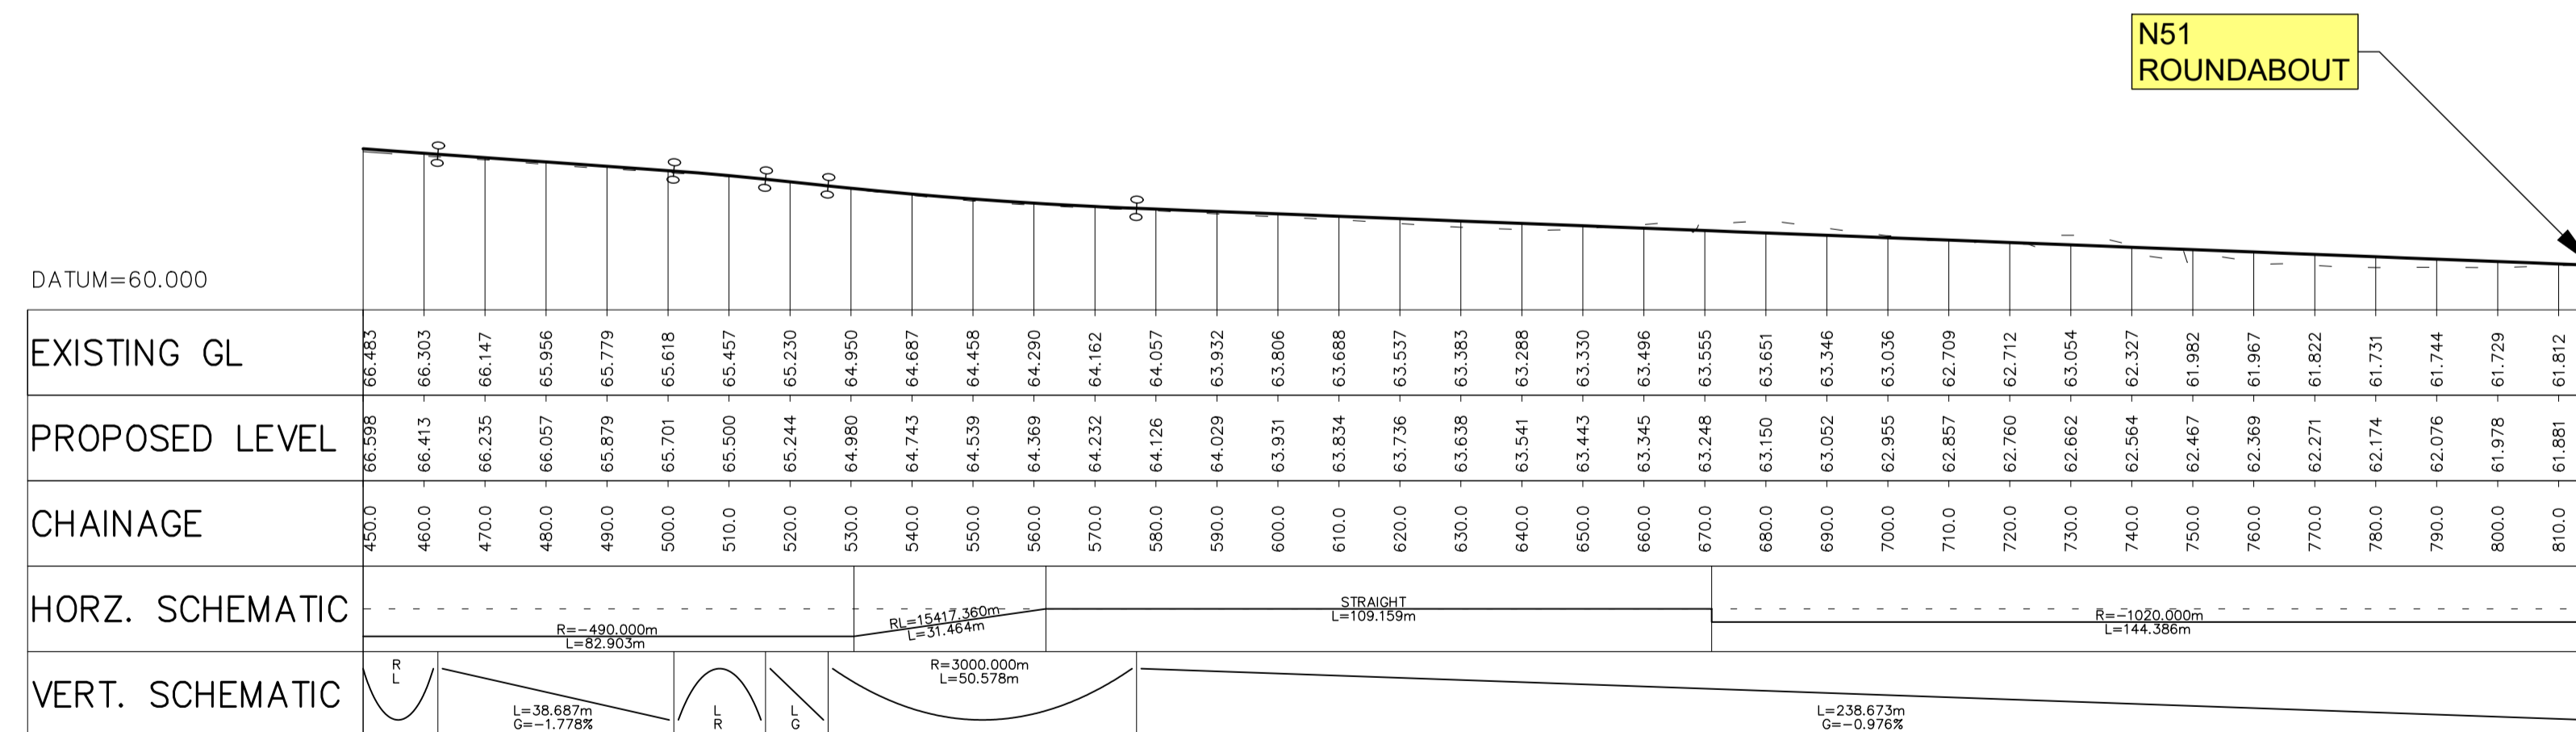 N51
ROUNDABOUT
DATUM=60.000
EXISTING GL
66.483 66.303 66.147 65.956 65.779 65.618 65.457 65.230 64.950 64.687 64.458 64.290 64.162 64.057 63.932 63.806 63.688 63.537 63.383 63.288 63.330 63.496 63.555 63.651 63.346 63.036 62.709 62.712 63.054 62.327 61.982 61.967 61.822 61.731 61.744 61.729 61.812
PROPOSED LEVEL
66.598 66.413 66.235 66.057 65.879 65.701 65.500 65.244 64.980 64.743 64.539 64.369 64.232 64.126 64.029 63.931 63.834 63.736 63.638 63.541 63.443 63.345 63.248 63.150 63.052 62.955 62.857 62.760 62.662 62.564 62.467 62.369 62.271 62.174 62.076 61.978 61.881
CHAINAGE
450.0 460.0 470.0 480.0 490.0 500.0 510.0 520.0 530.0 540.0 550.0 560.0 570.0 580.0 590.0 600.0 610.0 620.0 630.0 640.0 650.0 660.0 670.0 680.0 690.0 700.0 710.0 720.0 730.0 740.0 750.0 760.0 770.0 780.0 790.0 800.0 810.0
HORZ. SCHEMATIC
R=-490.000m
L=82.903m
RL=15417.360m
L=31.464m
STRAIGHT
L=109.159m
R=-1020.000m
L=144.386m
VERT. SCHEMATIC
R
L
L=38.687m
G=-1.778%
L
R
L
G
R=3000.000m
L=50.578m
L=238.673m
G=-0.976%